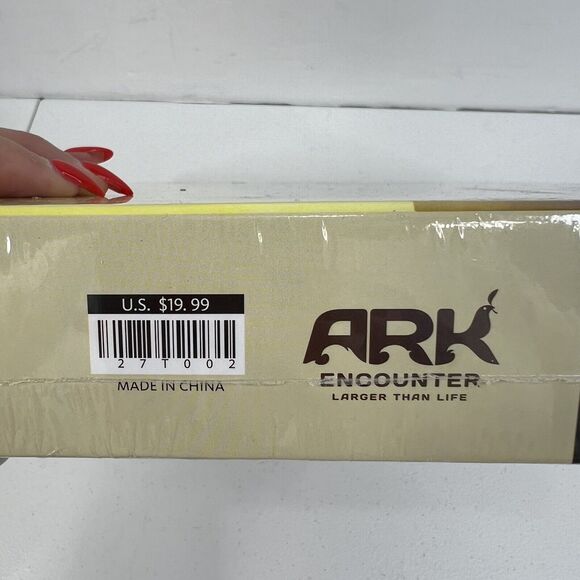 U.S. $19.99
27T002
MADE IN CHINA
ARK
ENCOUNTER
LARGER THAN LIFE